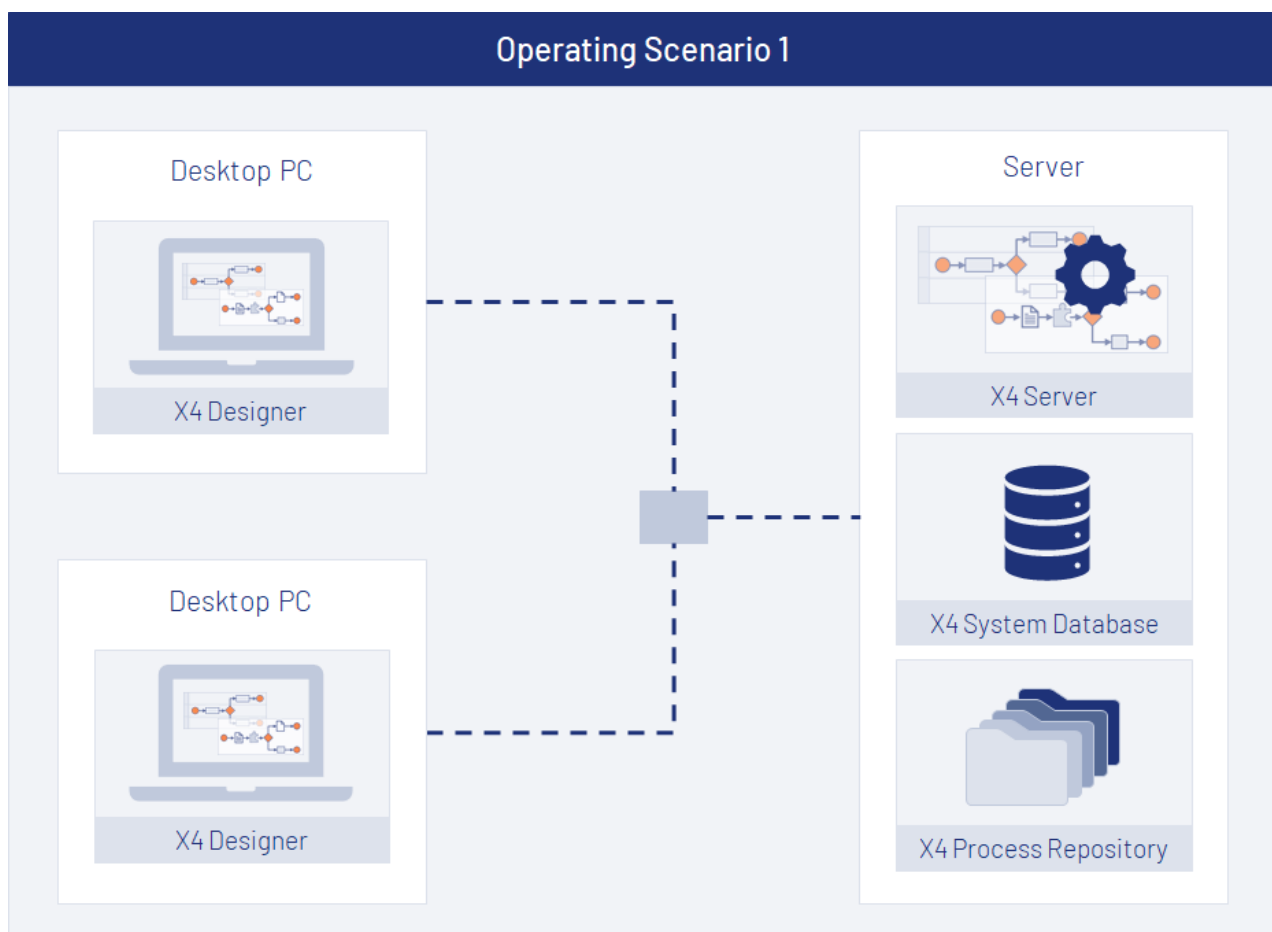 Operating Scenario 1
Desktop PC
X4 Designer
Desktop PC
X4 Designer
Server
X4 Server
X4 System Database
X4 Process Repository